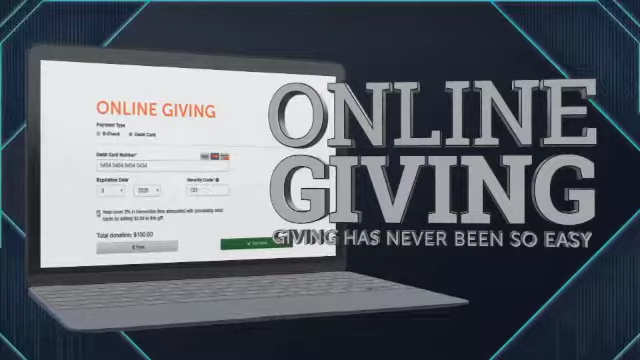 ONLINE GIVING
Payment Type
E-Check Debit Card
Debit Card Number*
5454 5454 5454 5454
Expiration Date* Security Code*
Total donation: $100.00
ONLINE
GIVING
GIVING HAS NEVER BEEN SO EASY